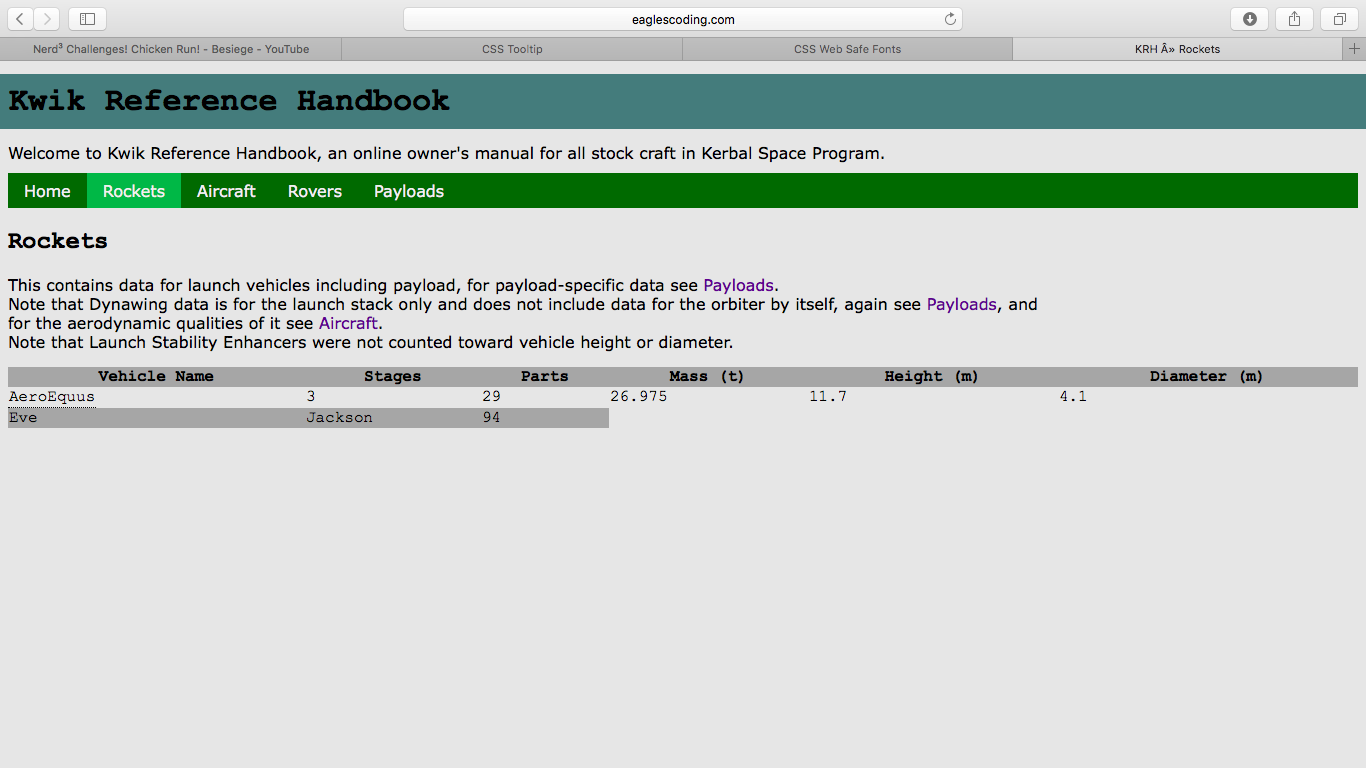 eaglescoding.com
Nerd³ Challenges! Chicken Run! - Besiege - YouTube
CSS Tooltip
CSS Web Safe Fonts
KRH Â» Rockets
Kwik Reference Handbook
Welcome to Kwik Reference Handbook, an online owner's manual for all stock craft in Kerbal Space Program.
Home Rockets Aircraft Rovers Payloads
Rockets
This contains data for launch vehicles including payload, for payload-specific data see Payloads.
Note that Dynawing data is for the launch stack only and does not include data for the orbiter by itself, again see Payloads, and
for the aerodynamic qualities of it see Aircraft.
Note that Launch Stability Enhancers were not counted toward vehicle height or diameter.
Vehicle Name Stages Parts Mass (t) Height (m) Diameter (m)
AeroEquus 3 29 26.975 11.7 4.1
Eve Jackson 94